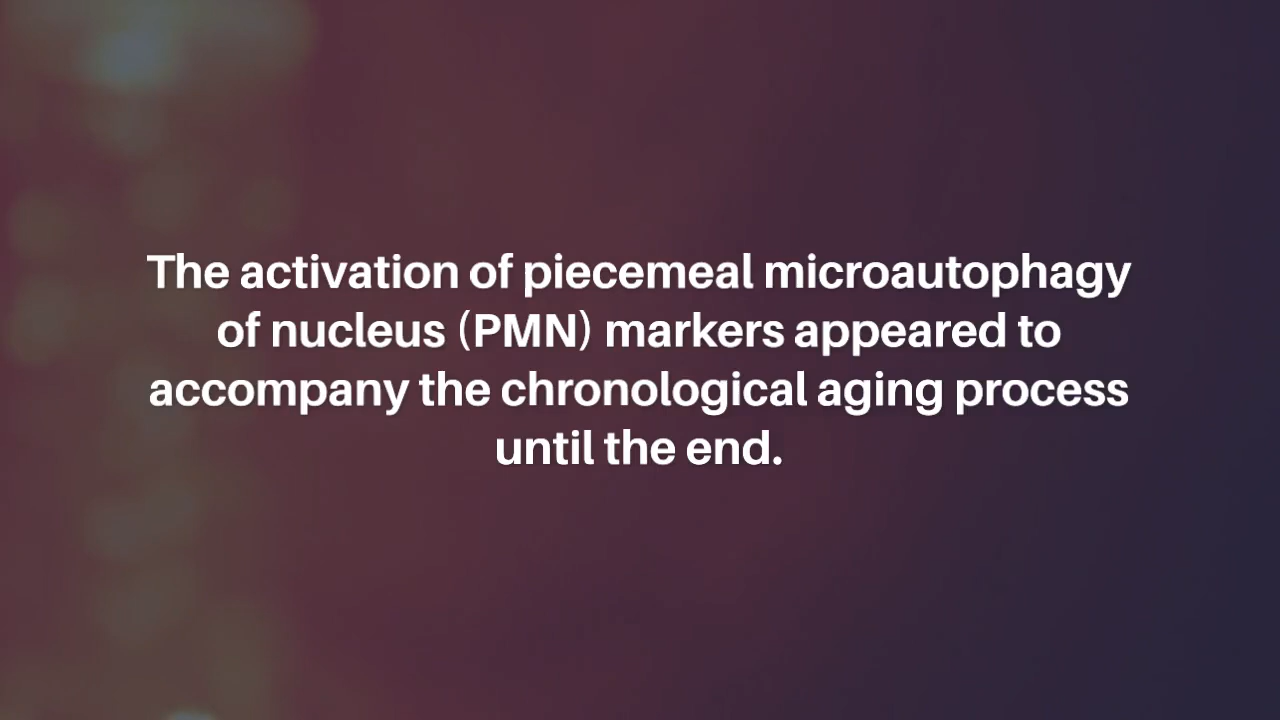 The activation of piecemeal microautophagy
of nucleus (PMN) markers appeared to
accompany the chronological aging process
until the end.